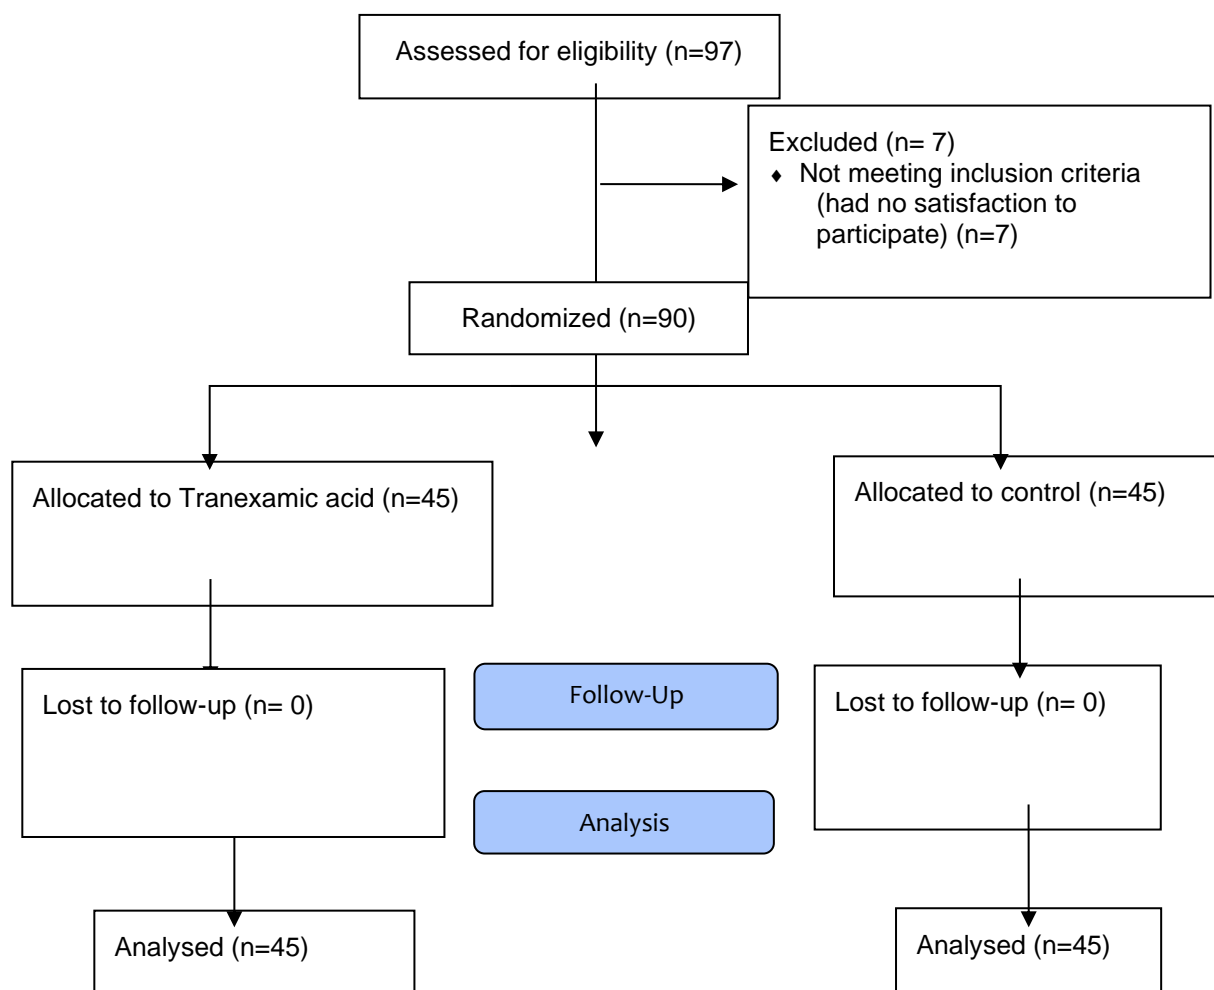 Assessed for eligibility (n=97)
Excluded (n= 7)
♦ Not meeting inclusion criteria
(had no satisfaction to
participate) (n=7)
Randomized (n=90)
Allocated to Tranexamic acid (n=45)
Allocated to control (n=45)
Lost to follow-up (n= 0)
Follow-Up
Lost to follow-up (n= 0)
Analysis
Analysed (n=45)
Analysed (n=45)